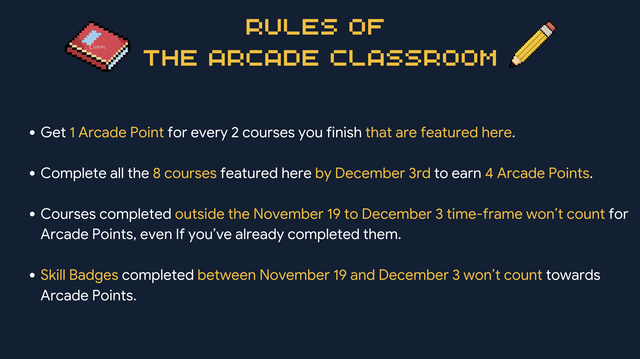 RULES OF
THE ARCADE CLASSROOM
• Get 1 Arcade Point for every 2 courses you finish that are featured here.
• Complete all the 8 courses featured here by December 3rd to earn 4 Arcade Points.
• Courses completed outside the November 19 to December 3 time-frame won't count for
Arcade Points, even If you've already completed them.
• Skill Badges completed between November 19 and December 3 won't count towards
Arcade Points.